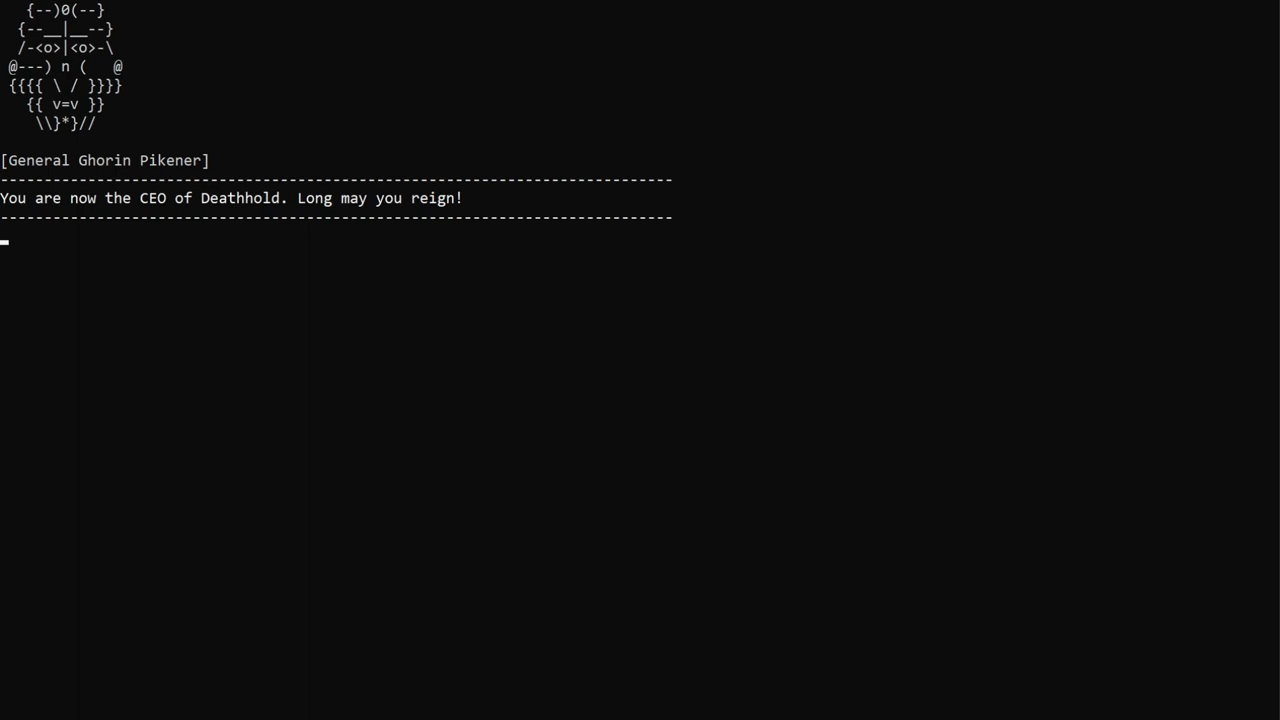 {--)0(--}
{--__|__--}
/-<o>|<o>-\
@---) n (   @
{{{{ \ / }}}}
{{ v=v }}
\\}*}//
[General Ghorin Pikener]
-----------------------------------------------------------------------------
You are now the CEO of Deathhold. Long may you reign!
-----------------------------------------------------------------------------